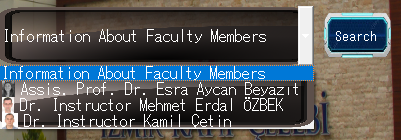 Information About Faculty Members
Search
Information About Faculty Members
Assis. Prof. Dr. Esra Aycan Beyazıt
Dr. Instructor Mehmet Erdal ÖZBEK
Dr. Instructor Kamil Çetin